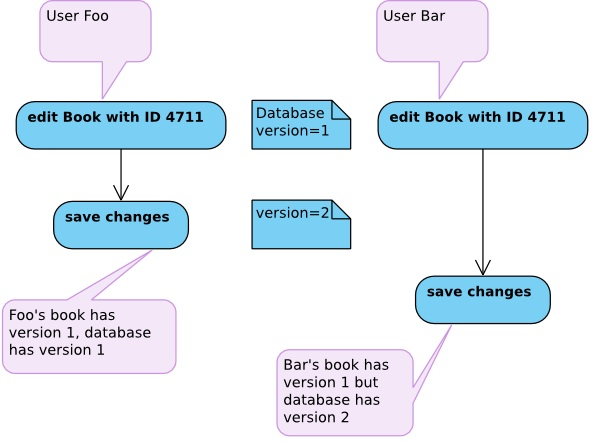 User Foo
User Bar
edit Book with ID 4711
Database
version=1
edit Book with ID 4711
save changes
version=2
save changes
Foo's book has
version 1, database
has version 1
Bar's book has
version 1 but
database has
version 2